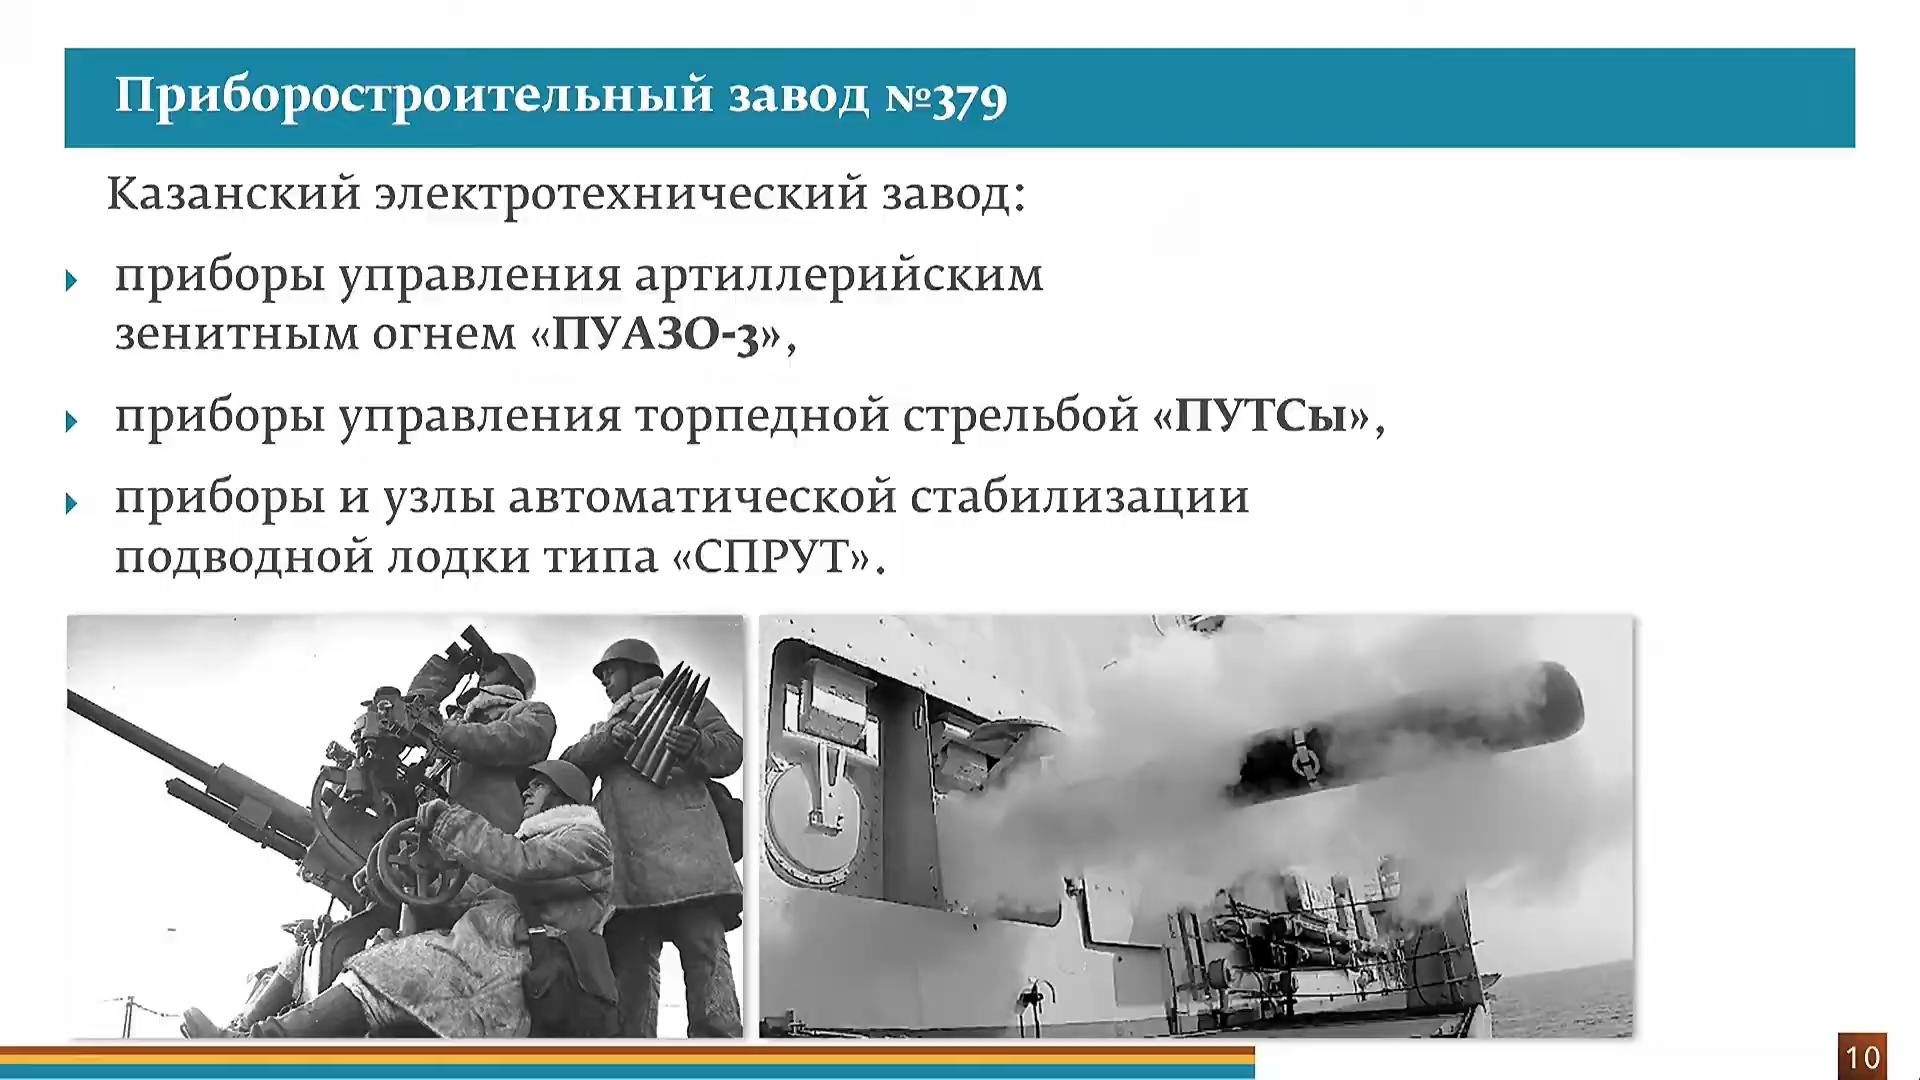 Приборостроительный завод №379
Казанский электротехнический завод:
приборы управления артиллерийским
зенитным огнем «ПУАЗО-3»,
приборы управления торпедной стрельбой «ПУТСы»,
приборы и узлы автоматической стабилизации
подводной лодки типа «СПРУТ».
10